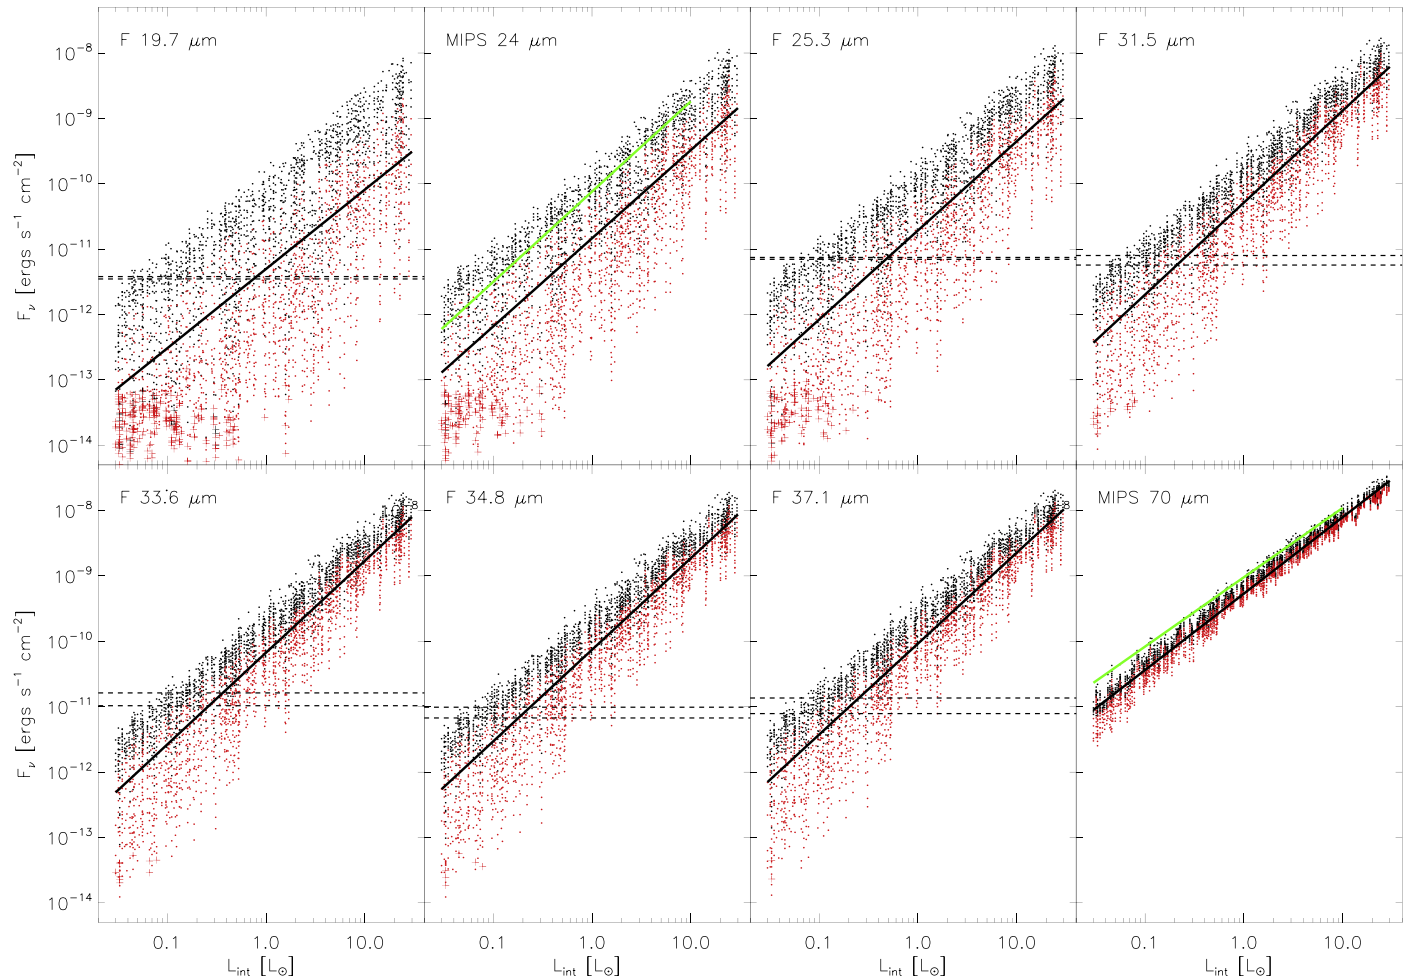 F 19.7 μm
MIPS 24 μm
F 25.3 μm
F 31.5 μm
10⁻⁸
10⁻⁹
10⁻¹⁰
10⁻¹¹
10⁻¹²
10⁻¹³
10⁻¹⁴
F_ν [ergs s⁻¹ cm⁻²]
F 33.6 μm
F 34.8 μm
F 37.1 μm
MIPS 70 μm
10⁻⁸
10⁻⁹
10⁻¹⁰
10⁻¹¹
10⁻¹²
10⁻¹³
10⁻¹⁴
F_ν [ergs s⁻¹ cm⁻²]
8
8
0.1 1.0 10.0
0.1 1.0 10.0
0.1 1.0 10.0
0.1 1.0 10.0
L_int [L_⊙]
L_int [L_⊙]
L_int [L_⊙]
L_int [L_⊙]